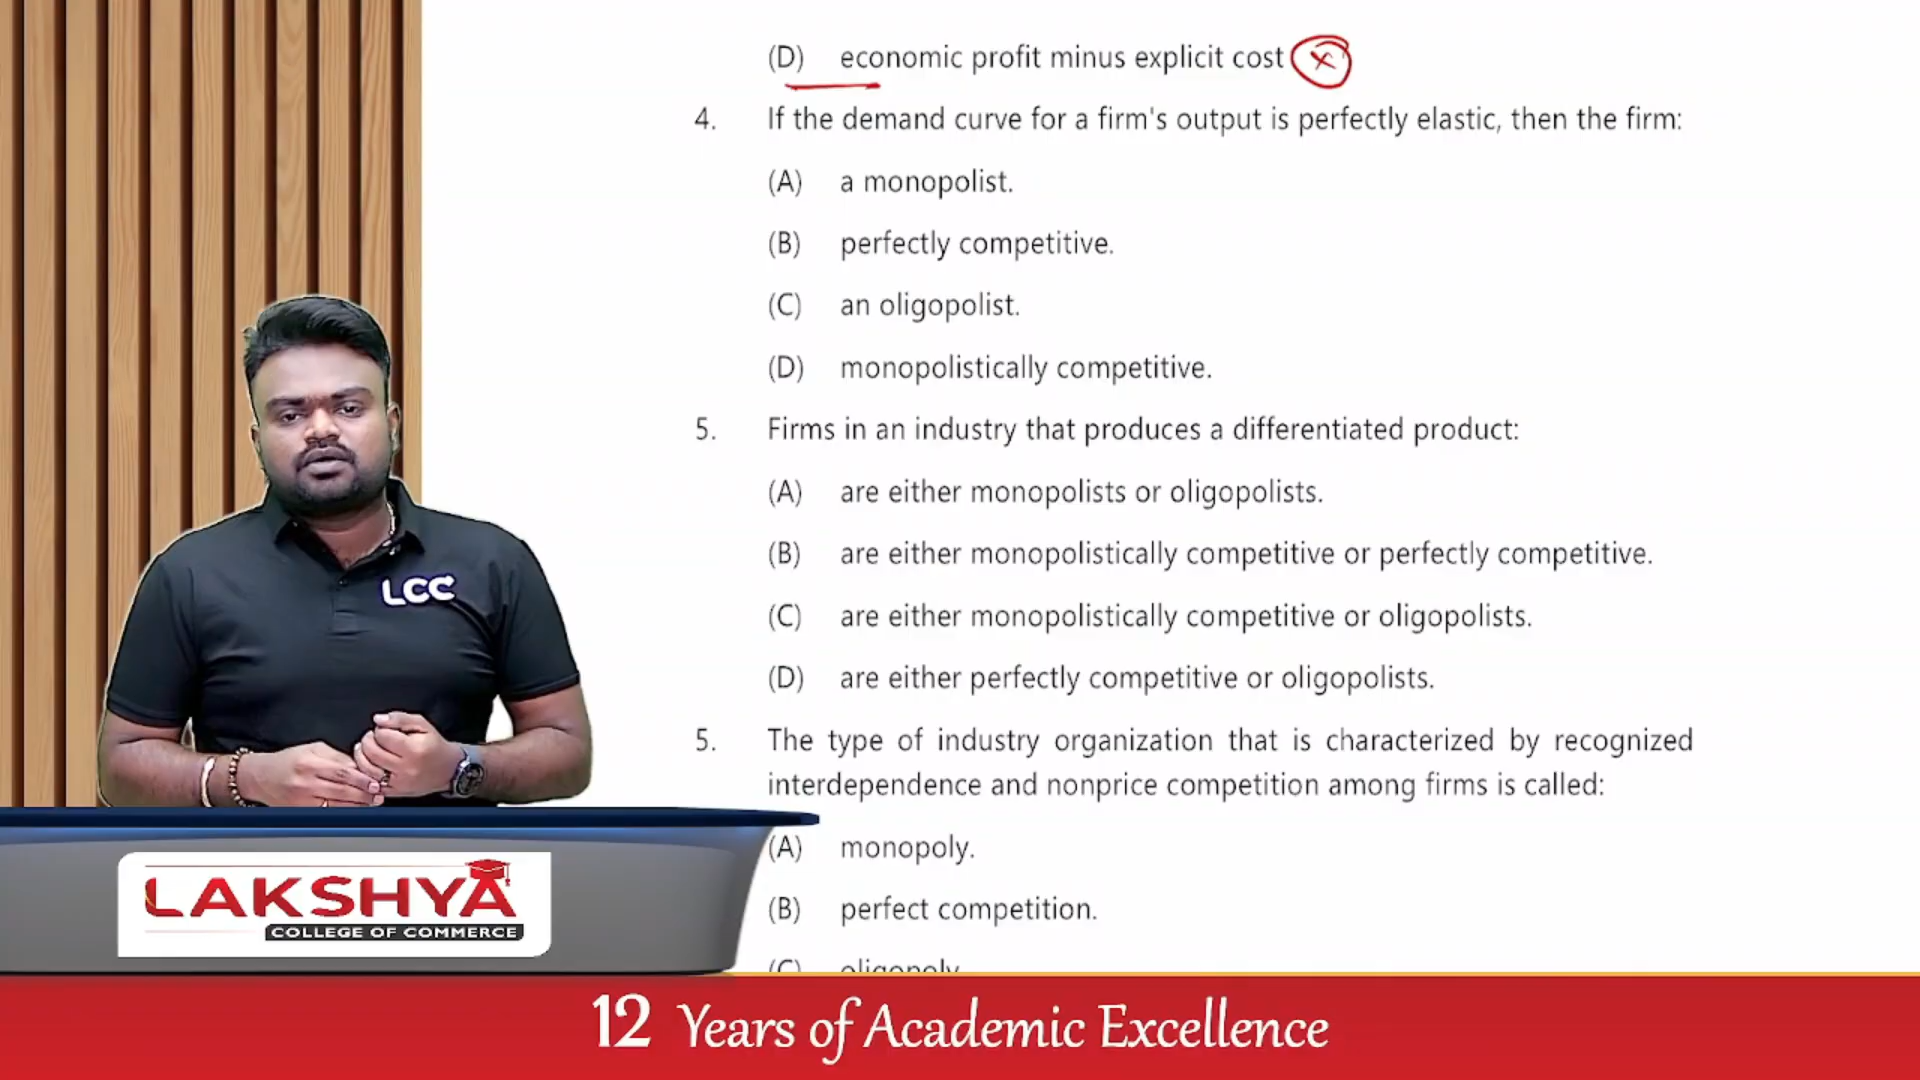 (D) economic profit minus explicit cost
4. If the demand curve for a firm's output is perfectly elastic, then the firm:
(A) a monopolist.
(B) perfectly competitive.
(C) an oligopolist.
(D) monopolistically competitive.
5. Firms in an industry that produces a differentiated product:
(A) are either monopolists or oligopolists.
(B) are either monopolistically competitive or perfectly competitive.
(C) are either monopolistically competitive or oligopolists.
(D) are either perfectly competitive or oligopolists.
5. The type of industry organization that is characterized by recognized
interdependence and nonprice competition among firms is called:
(A) monopoly.
(B) perfect competition.
(C) oligopoly.
LCC
LAKSHYA
COLLEGE OF COMMERCE
12 Years of Academic Excellence